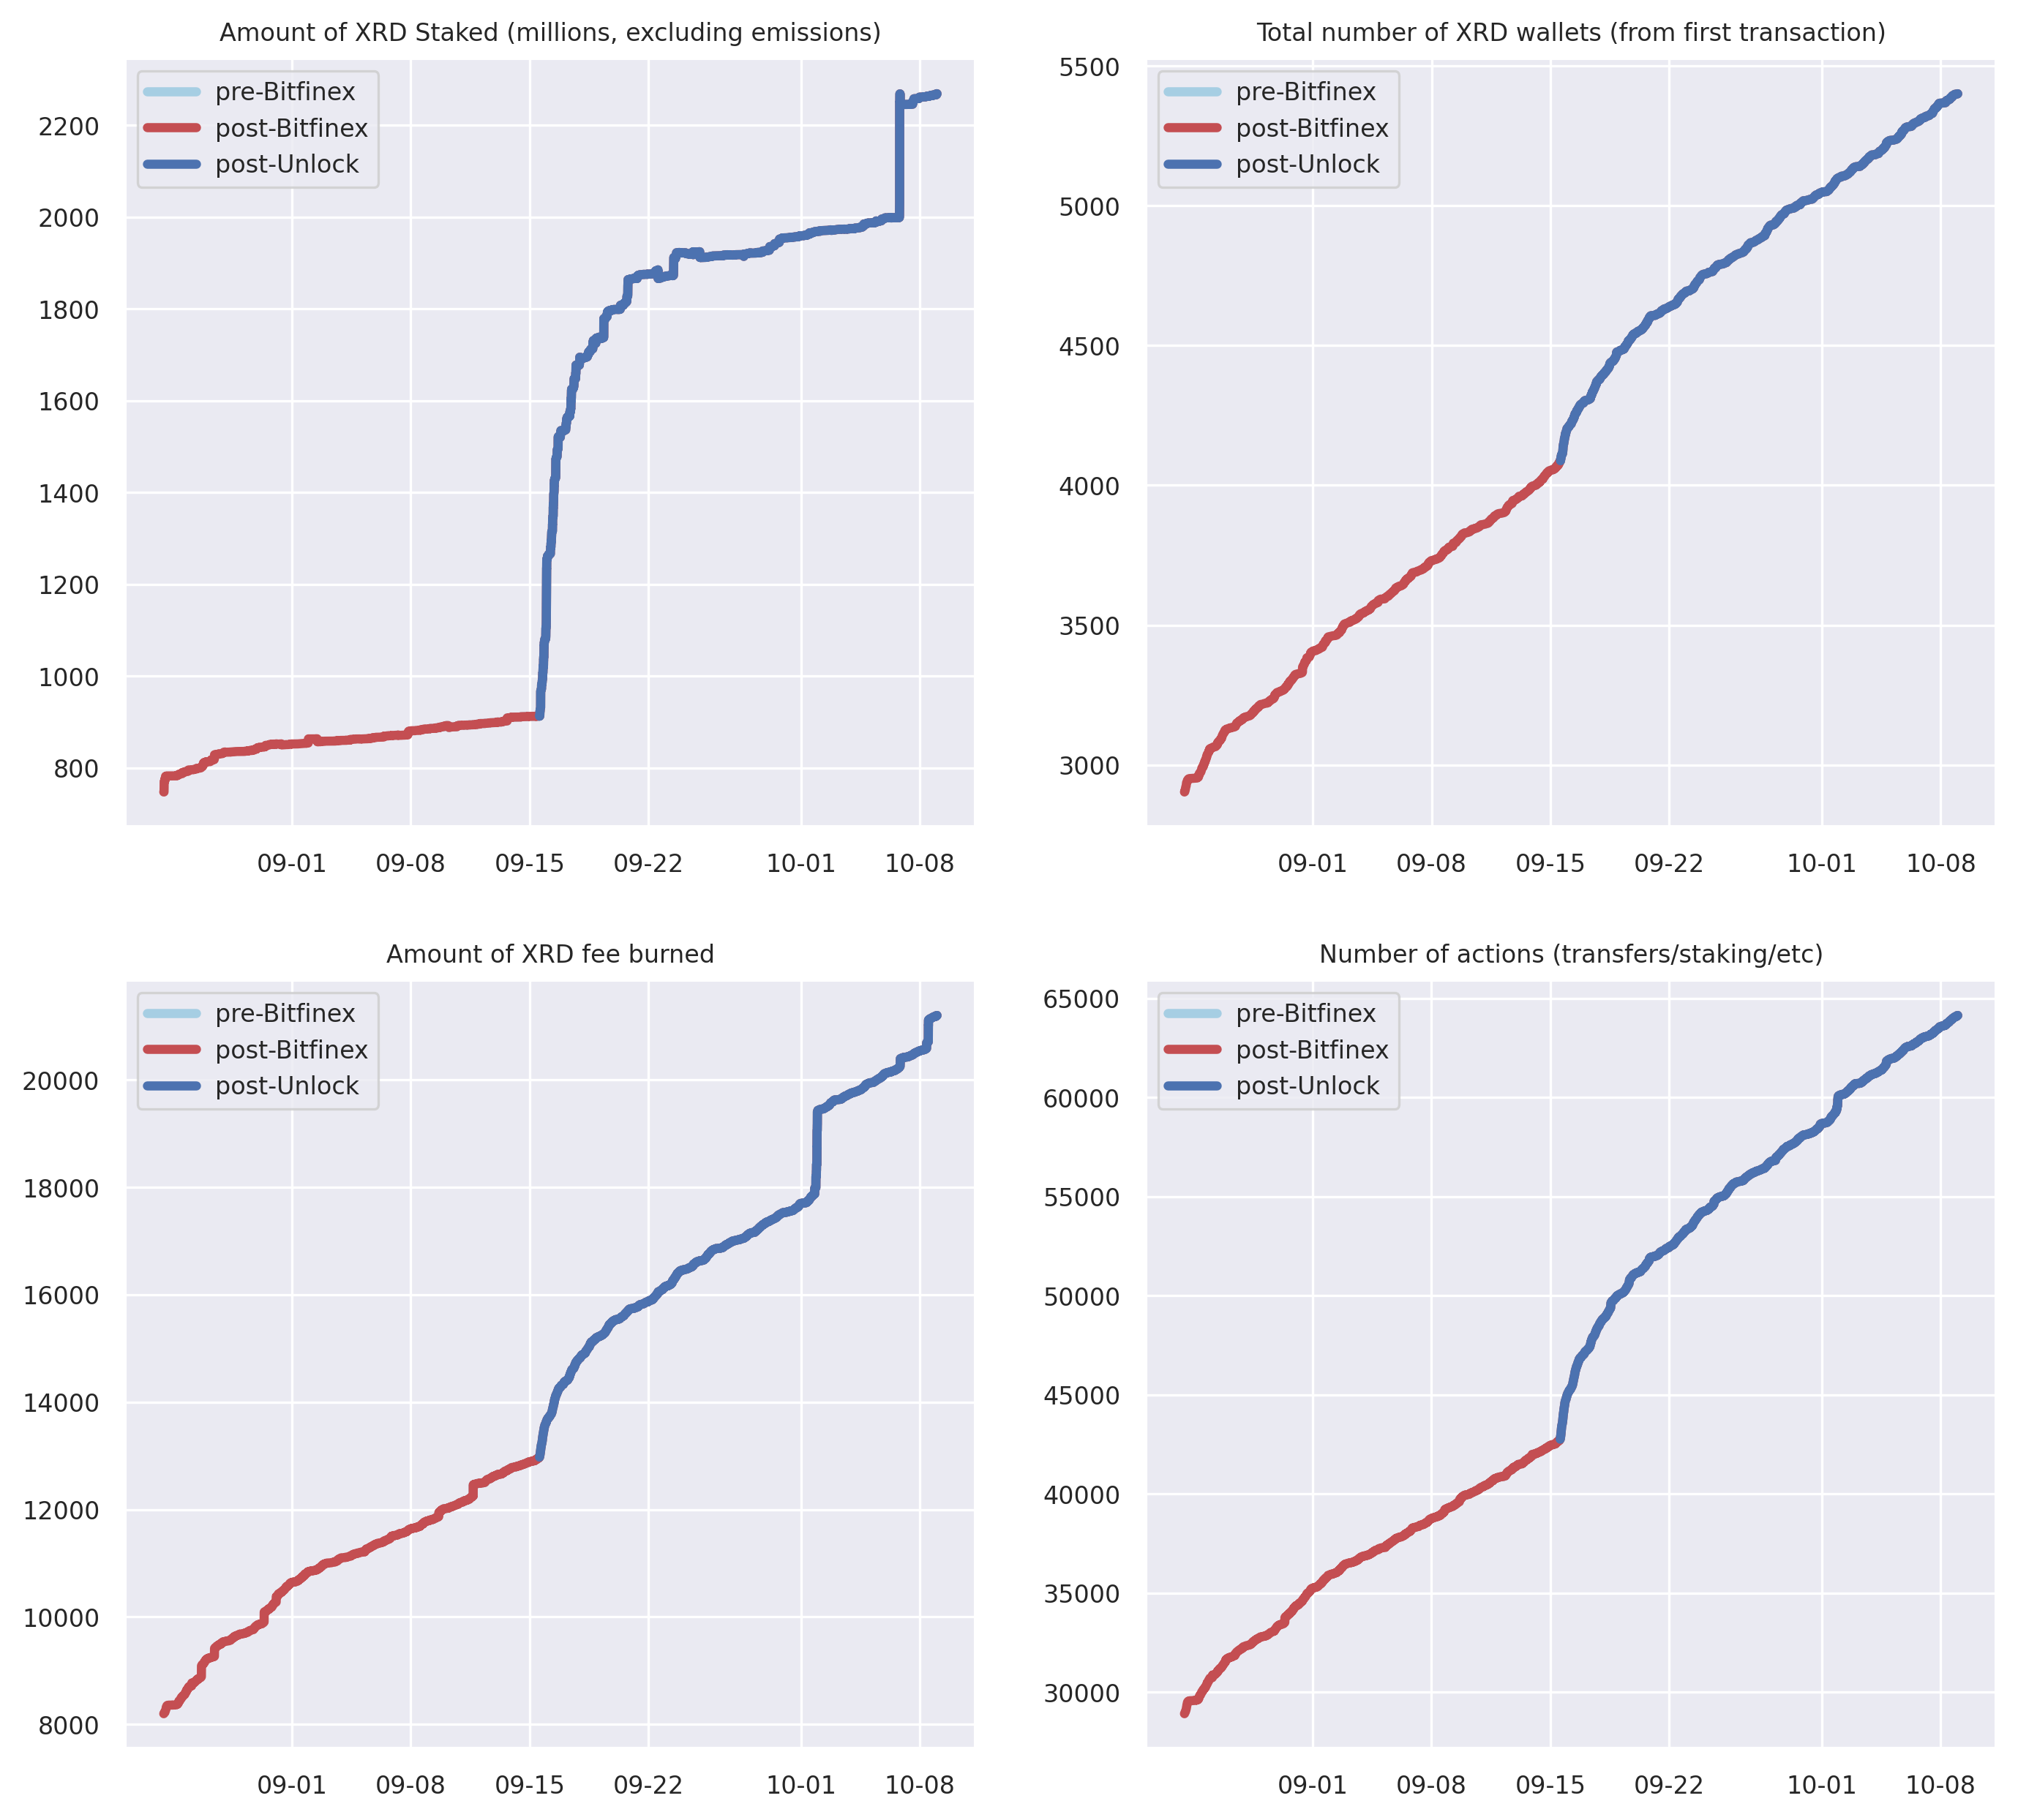 Amount of XRD Staked (millions, excluding emissions)
pre-Bitfinex
post-Bitfinex
post-Unlock
2200
2000
1800
1600
1400
1200
1000
800
09-01 09-08 09-15 09-22 10-01 10-08
Total number of XRD wallets (from first transaction)
pre-Bitfinex
post-Bitfinex
post-Unlock
5500
5000
4500
4000
3500
3000
09-01 09-08 09-15 09-22 10-01 10-08
Amount of XRD fee burned
pre-Bitfinex
post-Bitfinex
post-Unlock
20000
18000
16000
14000
12000
10000
8000
09-01 09-08 09-15 09-22 10-01 10-08
Number of actions (transfers/staking/etc)
pre-Bitfinex
post-Bitfinex
post-Unlock
65000
60000
55000
50000
45000
40000
35000
30000
09-01 09-08 09-15 09-22 10-01 10-08